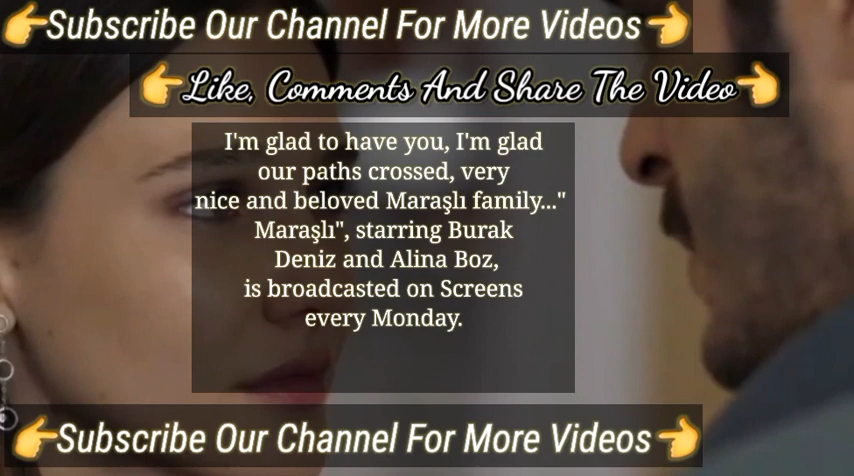 👉Subscribe Our Channel For More Videos👈
👉Like, Comments And Share The Video👈
I'm glad to have you, I'm glad
our paths crossed, very
nice and beloved Maraşlı family..."
Maraşlı", starring Burak
Deniz and Alina Boz,
is broadcasted on Screens
every Monday.
👉Subscribe Our Channel For More Videos👈